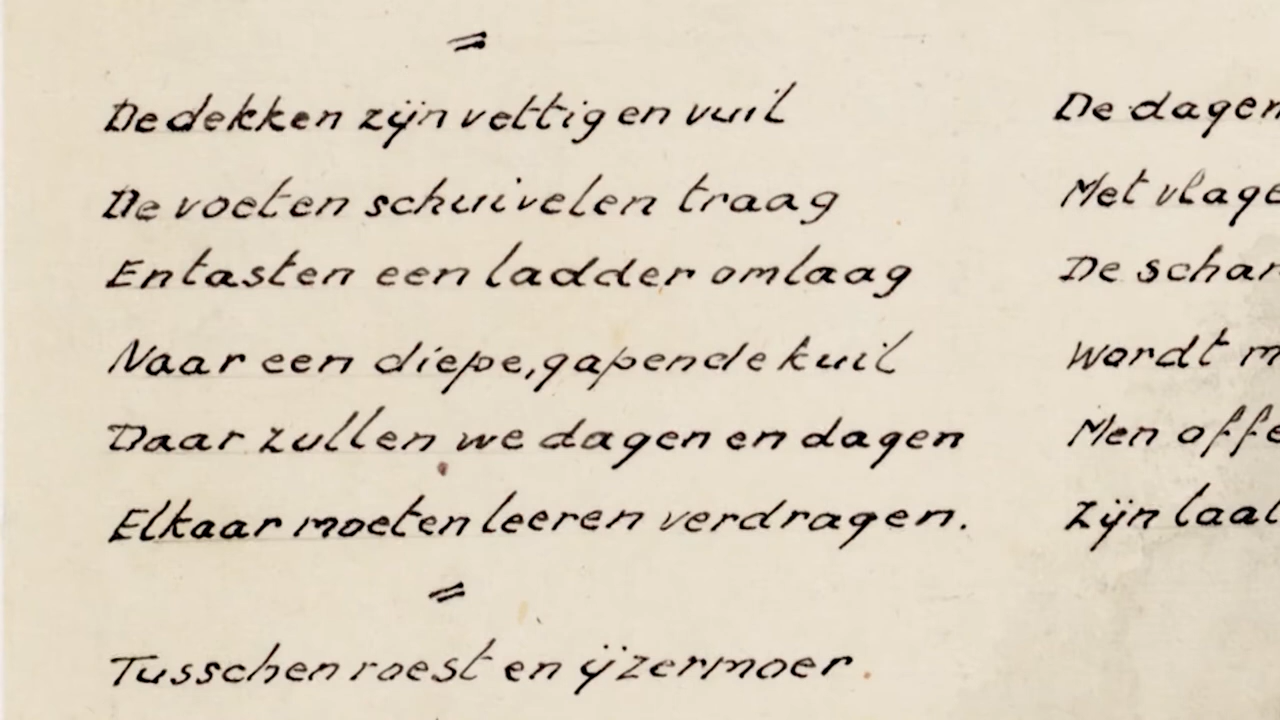 De dekken zijn vettig en vuil
De voeten schuivelen traag
En tasten een ladder omlaag
Naar een diepe, gapende kuil
Daar zullen we dagen en dagen
Elkaar moeten leeren verdragen.
Tusschen roest en ijzermoer.
De dagen
Met vlage
De schar
Wordt m
Men offe
Zijn laat